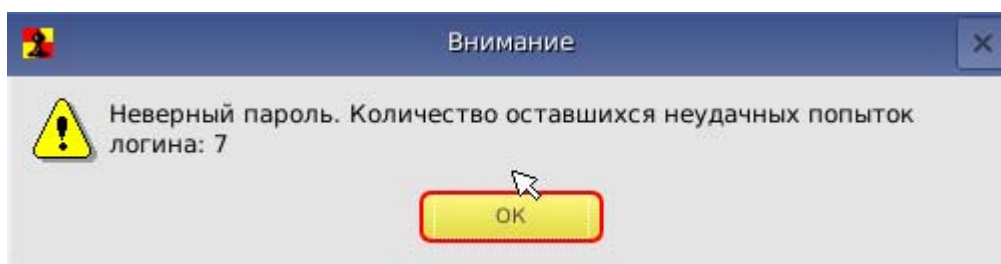 Внимание
Неверный пароль. Количество оставшихся неудачных попыток
логина: 7
OK